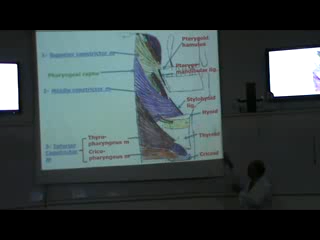 1- Superior constrictor m
Pharyngeal raphe
2- Middle constrictor m
3- Inferior
Constrictor
m
Thyro-
pharyngeus m
Crico-
pharyngeus m
Pterygoid
hamulus
Pterygo-
mandibular lig.
Stylohyoid
lig
Hyoid
Thyroid
Cricoid